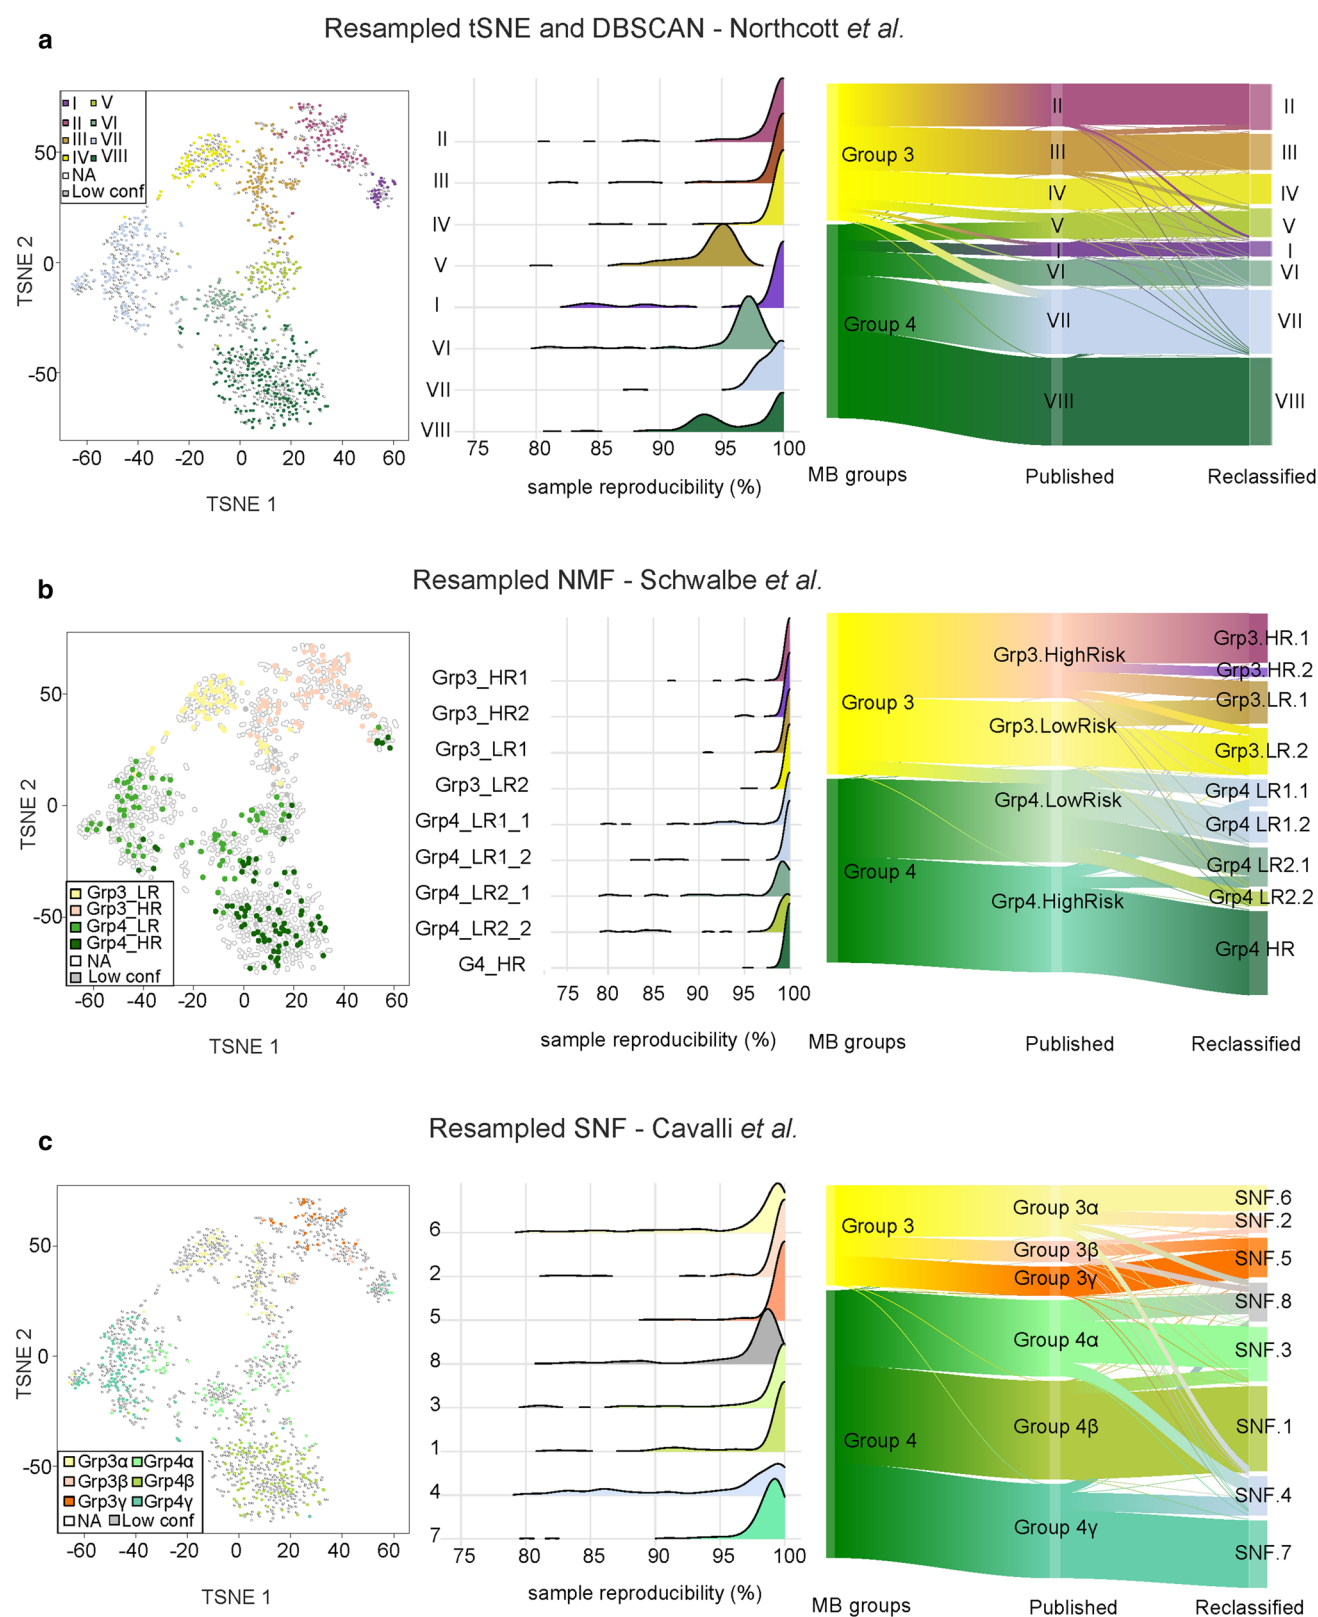 a
Resampled tSNE and DBSCAN - Northcott et al.
I V
II VI
III VII
IV VIII
NA
Low conf
50
0
-50
-60 -40 -20 0 20 40 60
TSNE 1
TSNE 2
II
III
IV
V
I
VI
VII
VIII
75 80 85 90 95 100
sample reproducibility (%)
Group 3
Group 4
II
III
IV
V
I
VI
VII
VIII
II
III
IV
V
I
VI
VII
VIII
MB groups Published Reclassified
b
Resampled NMF - Schwalbe et al.
50
0
-50
Grp3_LR
Grp3_HR
Grp4_LR
Grp4_HR
NA
Low conf
-60 -40 -20 0 20 40 60
TSNE 1
TSNE 2
Grp3_HR1
Grp3_HR2
Grp3_LR1
Grp3_LR2
Grp4_LR1_1
Grp4_LR1_2
Grp4_LR2_1
Grp4_LR2_2
G4_HR
75 80 85 90 95 100
sample reproducibility (%)
Group 3
Group 4
Grp3.HighRisk
Grp3.LowRisk
Grp4.LowRisk
Grp4.HighRisk
Grp3.HR.1
Grp3.HR.2
Grp3.LR.1
Grp3.LR.2
Grp4 LR1.1
Grp4 LR1.2
Grp4 LR2.1
Grp4 LR2.2
Grp4 HR
MB groups Published Reclassified
c
Resampled SNF - Cavalli et al.
50
0
-50
Grp3α Grp4α
Grp3β Grp4β
Grp3γ Grp4γ
NA Low conf
-60 -40 -20 0 20 40 60
TSNE 1
TSNE 2
6
2
5
8
3
1
4
7
75 80 85 90 95 100
sample reproducibility (%)
Group 3
Group 4
Group 3α
Group 3β
Group 3γ
Group 4α
Group 4β
Group 4γ
SNF.6
SNF.2
SNF.5
SNF.8
SNF.3
SNF.1
SNF.4
SNF.7
MB groups Published Reclassified